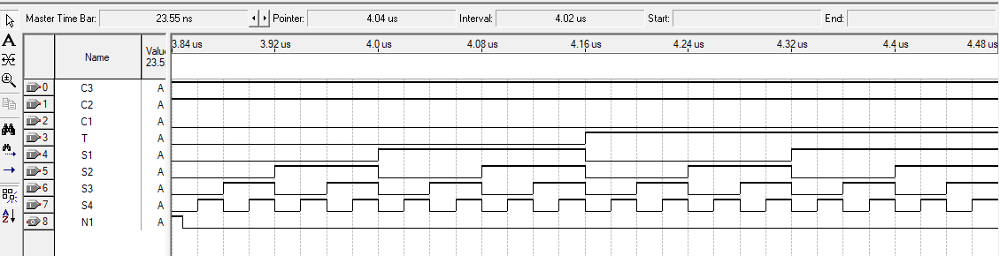 Master Time Bar: 23.55 ns Pointer: 4.04 us Interval: 4.02 us Start: End:
Name Value 23.5 3.84 us 3.92 us 4.0 us 4.08 us 4.16 us 4.24 us 4.32 us 4.4 us 4.48 us
0 C3 A
1 C2 A
2 C1 A
3 T A
4 S1 A
5 S2 A
6 S3 A
7 S4 A
8 N1 A